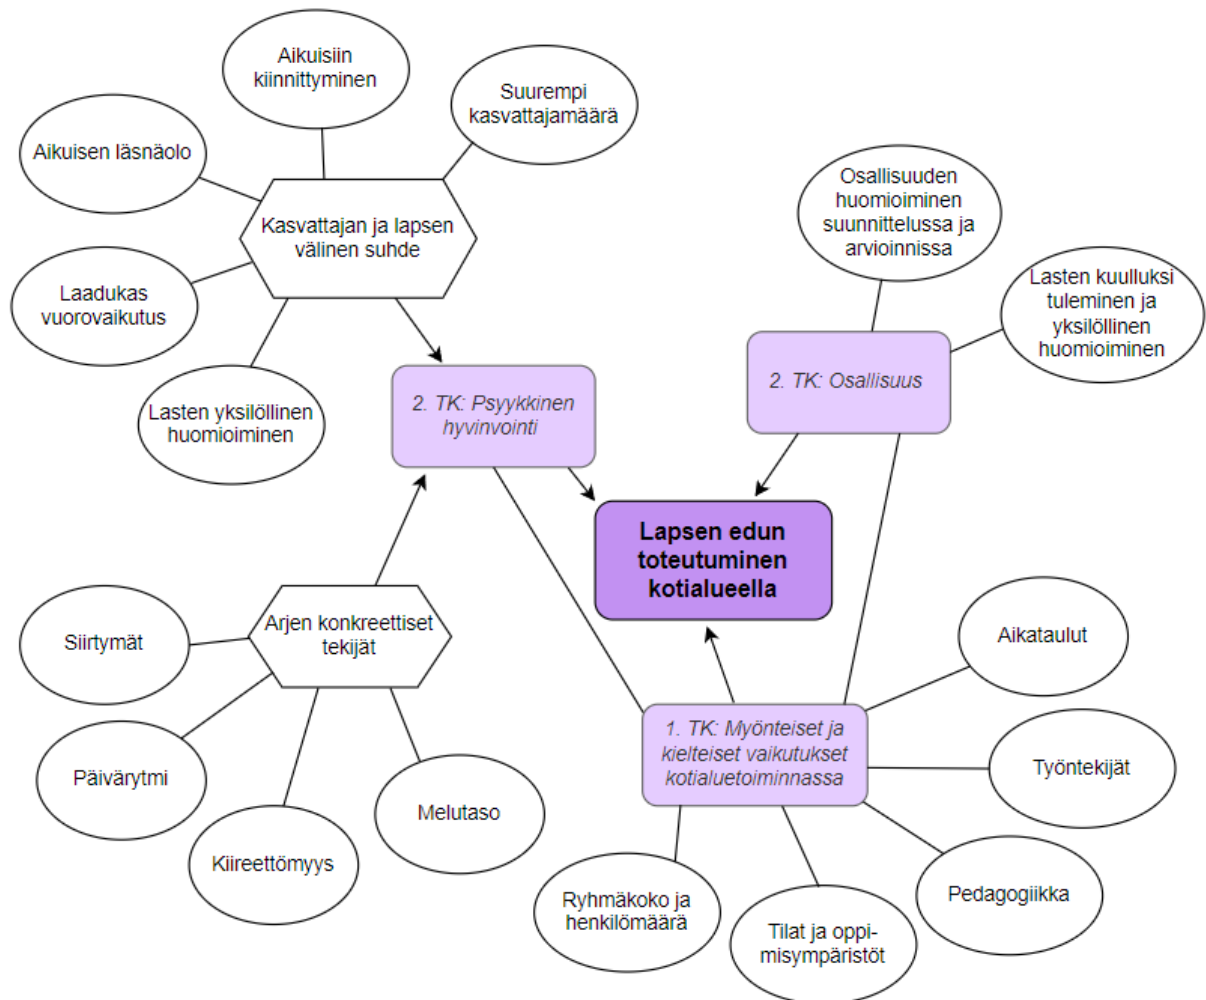 Aikuisiin
kiinnittyminen
Suurempi
kasvattajamäärä
Aikuisen läsnäolo
Kasvattajan ja lapsen
välinen suhde
Laadukas
vuorovaikutus
Lasten yksilöllinen
huomioiminen
Osallisuuden
huomioiminen
suunnittelussa ja
arvioinnissa
Lasten kuulluksi
tuleminen ja
yksilöllinen
huomioiminen
2. TK: Psyykkinen
hyvinvointi
2. TK: Osallisuus
Lapsen edun
toteutuminen
kotialueella
Arjen konkreettiset
tekijät
Siirtymät
Päivärytmi
Kiireettömyys
Melutaso
1. TK: Myönteiset ja
kielteiset vaikutukset
kotialuetoiminnassa
Aikataulut
Työntekijät
Pedagogiikka
Ryhmäkoko ja
henkilömäärä
Tilat ja oppi-
misympäristöt